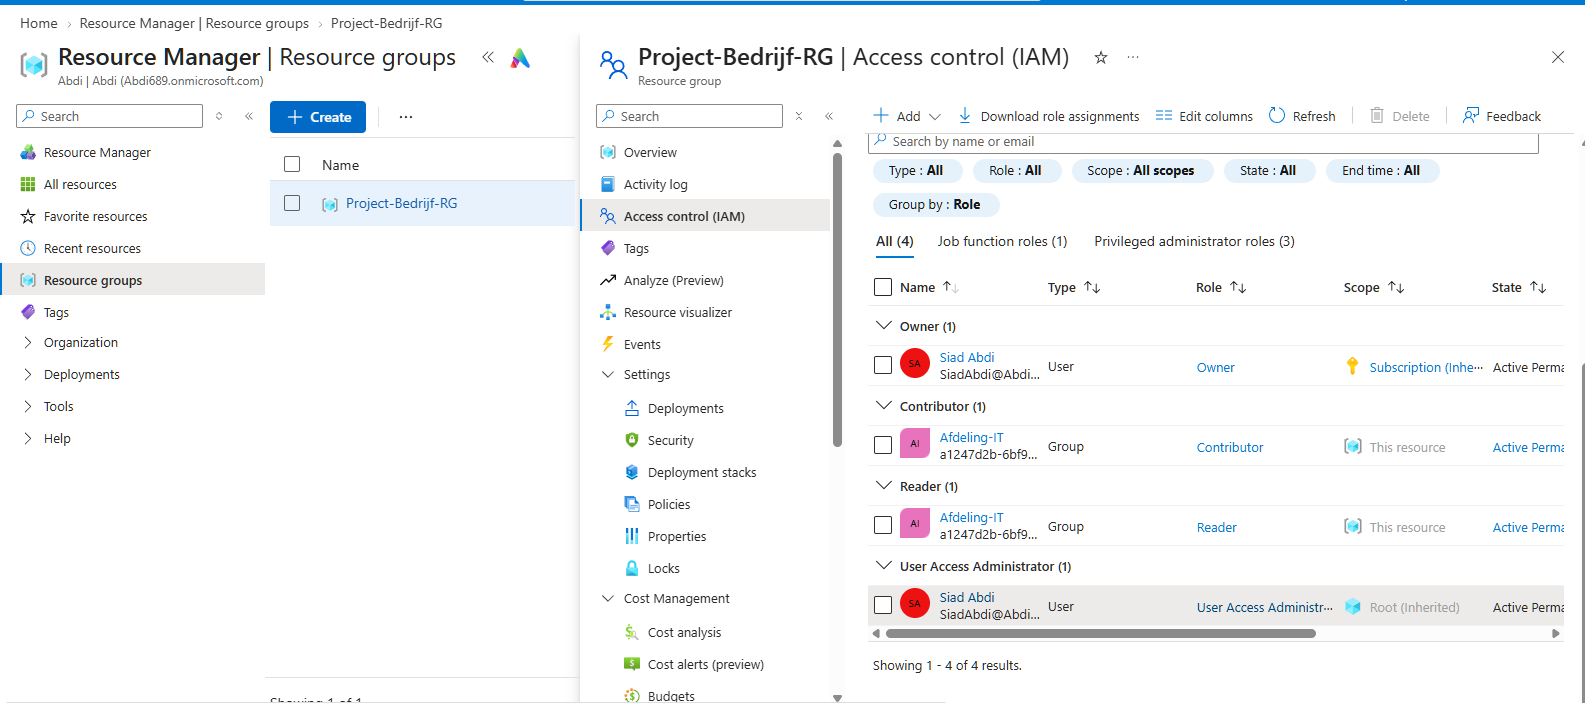 Home > Resource Manager | Resource groups > Project-Bedrijf-RG
Resource Manager | Resource groups
Abdi | Abdi (Abdi689.onmicrosoft.com)
Search
Resource Manager
All resources
Favorite resources
Recent resources
Resource groups
Tags
Organization
Deployments
Tools
Help
Create
...
Name
Project-Bedrijf-RG
Showing 1 of 1
Project-Bedrijf-RG | Access control (IAM)
Resource group
Search
Overview
Activity log
Access control (IAM)
Tags
Analyze (Preview)
Resource visualizer
Events
Settings
Deployments
Security
Deployment stacks
Policies
Properties
Locks
Cost Management
Cost analysis
Cost alerts (preview)
Budgets
Add Download role assignments Edit columns Refresh Delete Feedback
Search by name or email
Type : All Role : All Scope : All scopes State : All End time : All
Group by : Role
All (4) Job function roles (1) Privileged administrator roles (3)
Name Type Role Scope State
Owner (1)
SA Siad Abdi
SiadAbdi@Abdi... User Owner Subscription (Inhe··· Active Perma
Contributor (1)
AI Afdeling-IT
a1247d2b-6bf9... Group Contributor This resource Active Perma
Reader (1)
AI Afdeling-IT
a1247d2b-6bf9... Group Reader This resource Active Perma
User Access Administrator (1)
SA Siad Abdi
SiadAbdi@Abdi... User User Access Administr··· Root (Inherited) Active Perma
Showing 1 - 4 of 4 results.